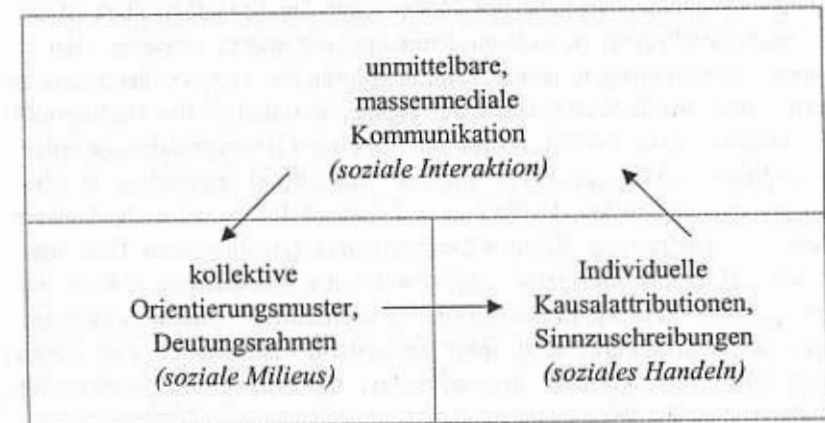 unmittelbare,
massenmediale
Kommunikation
(soziale Interaktion)
kollektive
Orientierungsmuster,
Deutungsrahmen
(soziale Milieus)
Individuelle
Kausalattributionen,
Sinnzuschreibungen
(soziales Handeln)